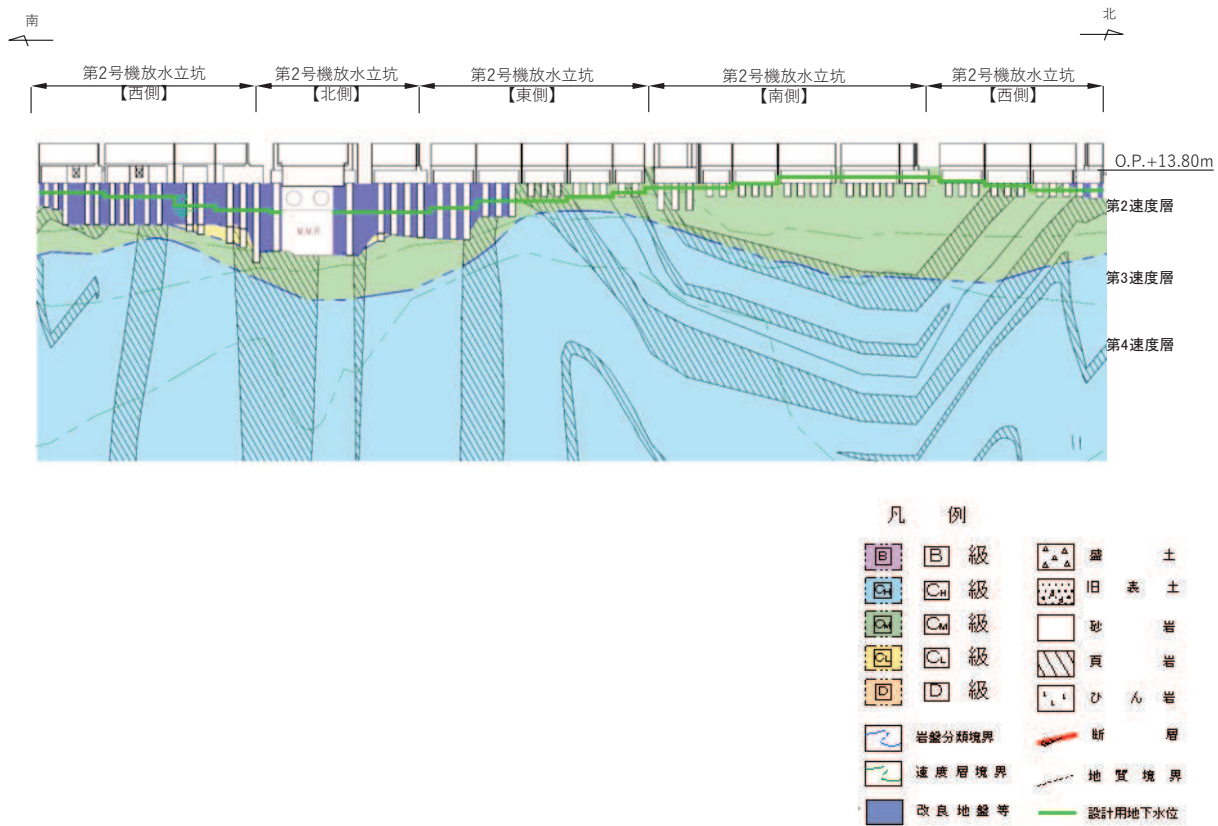 南
北
第2号機放水立坑
【西側】
第2号機放水立坑
【北側】
第2号機放水立坑
【東側】
第2号機放水立坑
【南側】
第2号機放水立坑
【西側】
O.P.+13.80m
M.M.R
第2速度層
第3速度層
第4速度層
凡 例
B B 級
CH CH 級
CM CM 級
CL CL 級
D D 級
岩盤分類境界
速度層境界
改良地盤等
盛土
旧表土
砂岩
頁岩
ひん岩
断層
地質境界
設計用地下水位